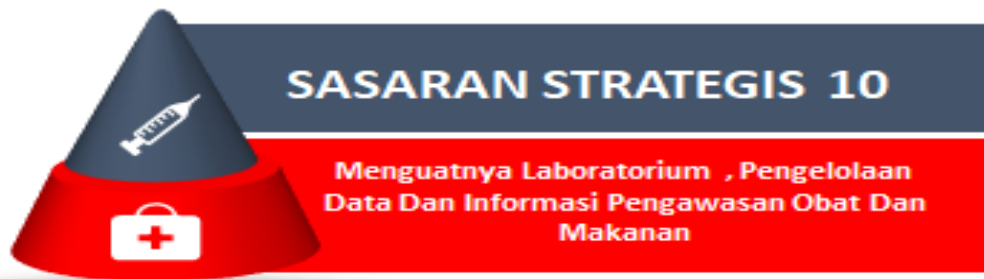 SASARAN STRATEGIS 10
Menguatnya Laboratorium , Pengelolaan
Data Dan Informasi Pengawasan Obat Dan
Makanan